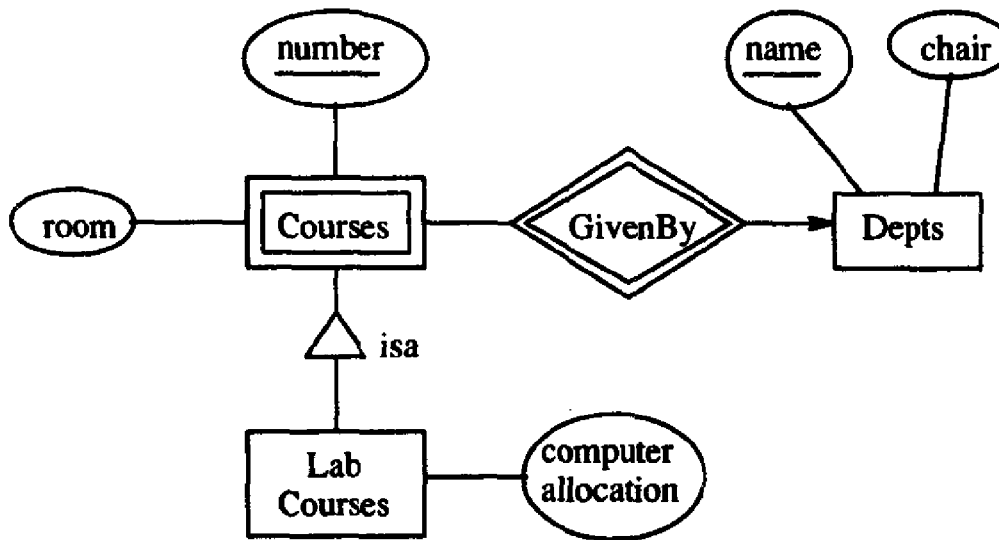 number
name
chair
room
Courses
GivenBy
Depts
isa
Lab
Courses
computer
allocation